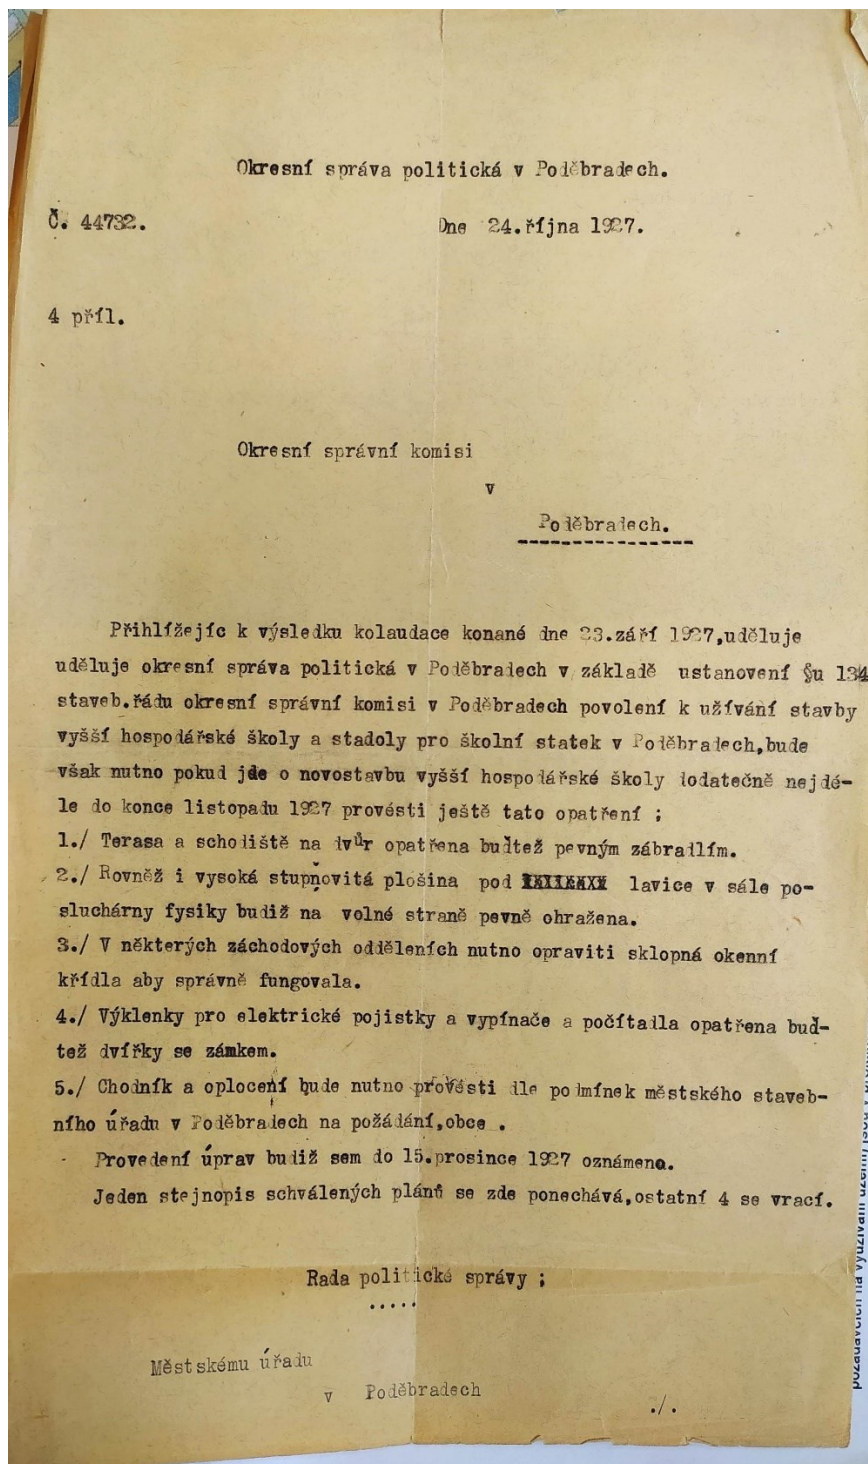 Okresní správa politická v Poděbradech.
Č. 44732.
Dne 24.října 1927.
4 příl.
Okresní správní komisi
v
Poděbradech.
Přihlížejíc k výsledku kolaudace konané dne 23.září 1927,uděluje
uděluje okresní správa politická v Poděbradech v základě ustanovení §u 134
staveb.řádu okresní správní komisi v Poděbradech povolení k užívání stavby
vyšší hospodářské školy a stadoly pro školní statek v Poděbradech,bude
však nutno pokud jde o novostavbu vyšší hospodářské školy dodatečně nejdé-
le do konce listopadu 1927 provésti ještě tato opatření ;
1./ Terasa a schodiště na dvůr opatřena buďtež pevným zábradlím.
2./ Rovněž i vysoká stupňovitá plošina pod lavice v sále po-
sluchárny fysiky budiž na volné straně pevně ohražena.
3./ V některých záchodových odděleních nutno opraviti sklopná okenní
křídla aby správně fungovala.
4./ Výklenky pro elektrické pojistky a vypínače a počítadla opatřena buď-
tež dvířky se zámkem.
5./ Chodník a oplocení bude nutno provésti dle podmínek městského staveb-
ního úřadu v Poděbradech na požádání,obce .
Provedení úprav budiž sem do 15.prosince 1927 oznámeno.
Jeden stejnopis schválených plánů se zde ponechává,ostatní 4 se vrací.
Rada politické správy ;
.....
Městskému úřadu
v Poděbradech
./.